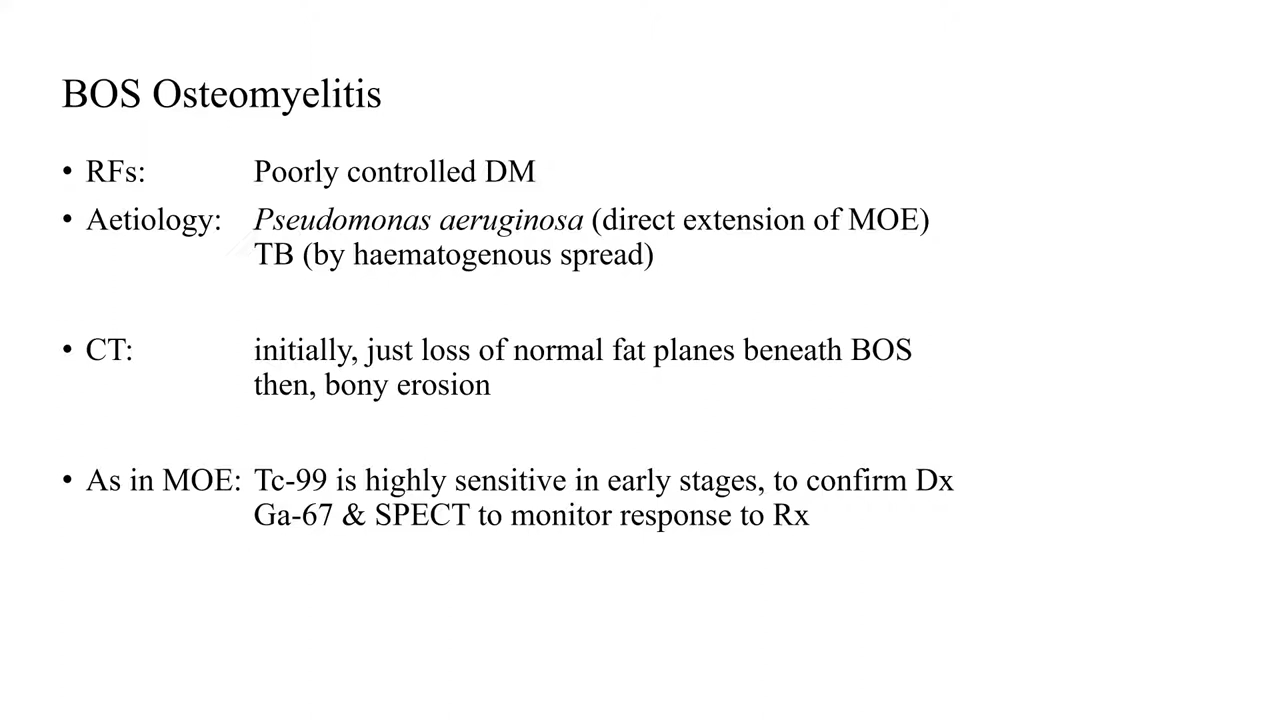 BOS Osteomyelitis
• RFs: Poorly controlled DM
• Aetiology: Pseudomonas aeruginosa (direct extension of MOE)
TB (by haematogenous spread)
• CT: initially, just loss of normal fat planes beneath BOS
then, bony erosion
• As in MOE: Tc-99 is highly sensitive in early stages, to confirm Dx
Ga-67 & SPECT to monitor response to Rx